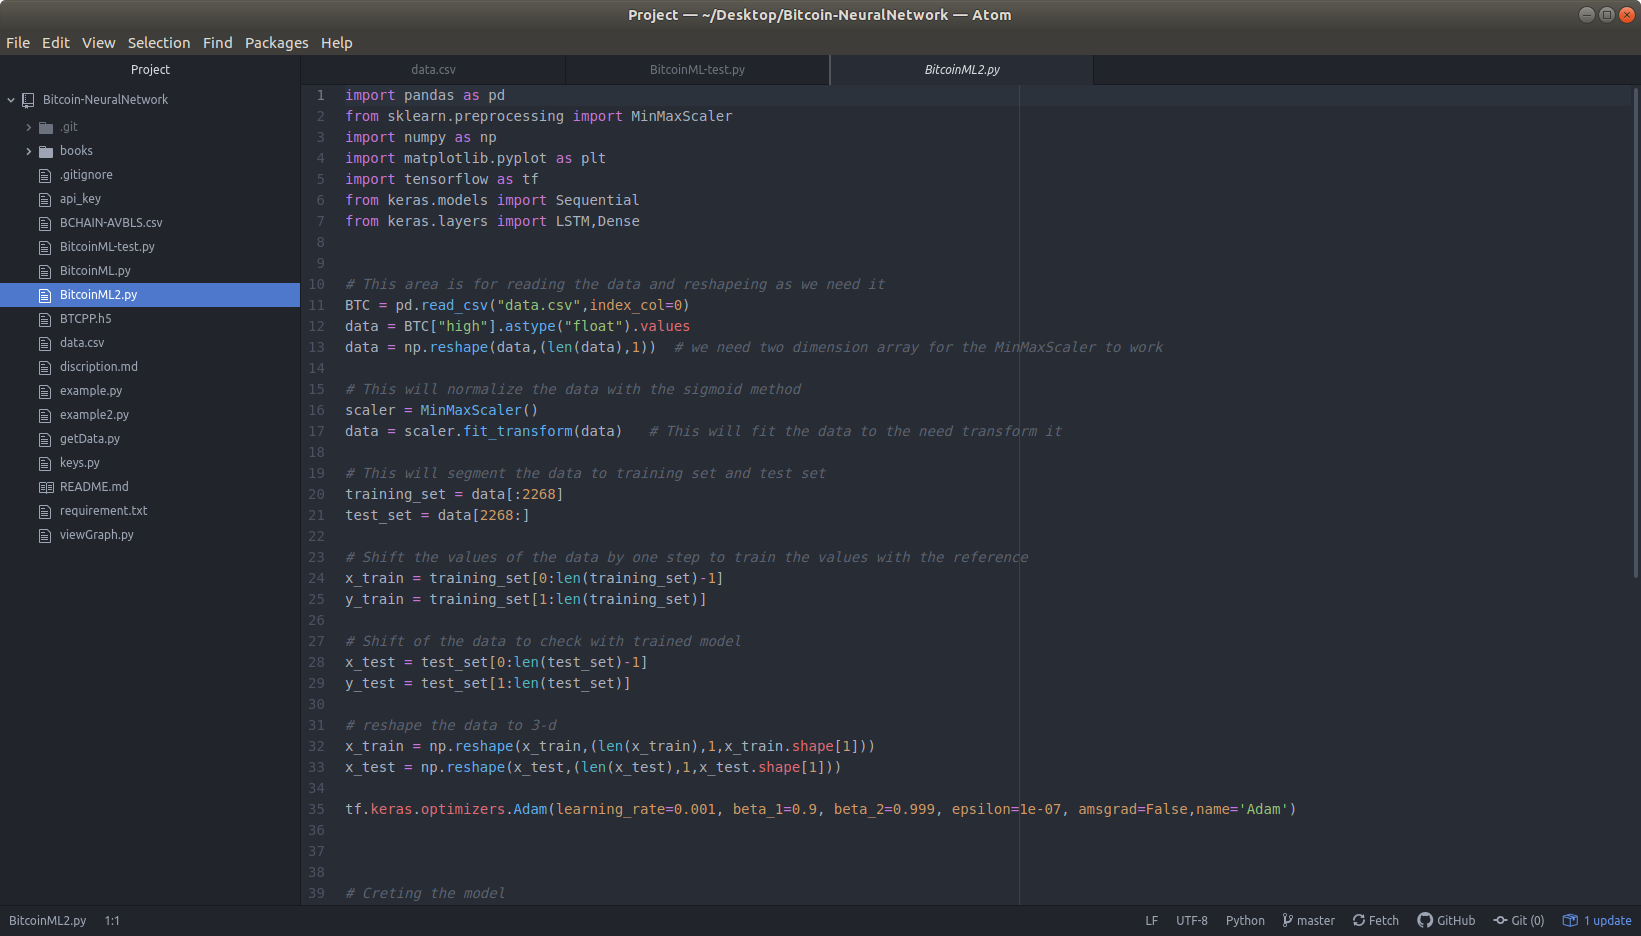 Project — ~/Desktop/Bitcoin-NeuralNetwork — Atom
File Edit View Selection Find Packages Help
Project
Bitcoin-NeuralNetwork
.git
books
.gitignore
api_key
BCHAIN-AVBLS.csv
BitcoinML-test.py
BitcoinML.py
BitcoinML2.py
BTCPP.h5
data.csv
discription.md
example.py
example2.py
getData.py
keys.py
README.md
requirement.txt
viewGraph.py
data.csv BitcoinML-test.py BitcoinML2.py
1 import pandas as pd
2 from sklearn.preprocessing import MinMaxScaler
3 import numpy as np
4 import matplotlib.pyplot as plt
5 import tensorflow as tf
6 from keras.models import Sequential
7 from keras.layers import LSTM,Dense
8
9
10 # This area is for reading the data and reshapeing as we need it
11 BTC = pd.read_csv("data.csv",index_col=0)
12 data = BTC["high"].astype("float").values
13 data = np.reshape(data,(len(data),1))  # we need two dimension array for the MinMaxScaler to work
14
15 # This will normalize the data with the sigmoid method
16 scaler = MinMaxScaler()
17 data = scaler.fit_transform(data)   # This will fit the data to the need transform it
18
19 # This will segment the data to training set and test set
20 training_set = data[:2268]
21 test_set = data[2268:]
22
23 # Shift the values of the data by one step to train the values with the reference
24 x_train = training_set[0:len(training_set)-1]
25 y_train = training_set[1:len(training_set)]
26
27 # Shift of the data to check with trained model
28 x_test = test_set[0:len(test_set)-1]
29 y_test = test_set[1:len(test_set)]
30
31 # reshape the data to 3-d
32 x_train = np.reshape(x_train,(len(x_train),1,x_train.shape[1]))
33 x_test = np.reshape(x_test,(len(x_test),1,x_test.shape[1]))
34
35 tf.keras.optimizers.Adam(learning_rate=0.001, beta_1=0.9, beta_2=0.999, epsilon=1e-07, amsgrad=False,name='Adam')
36
37
38
39 # Creting the model
BitcoinML2.py 1:1 LF UTF-8 Python master Fetch GitHub Git (0) 1 update